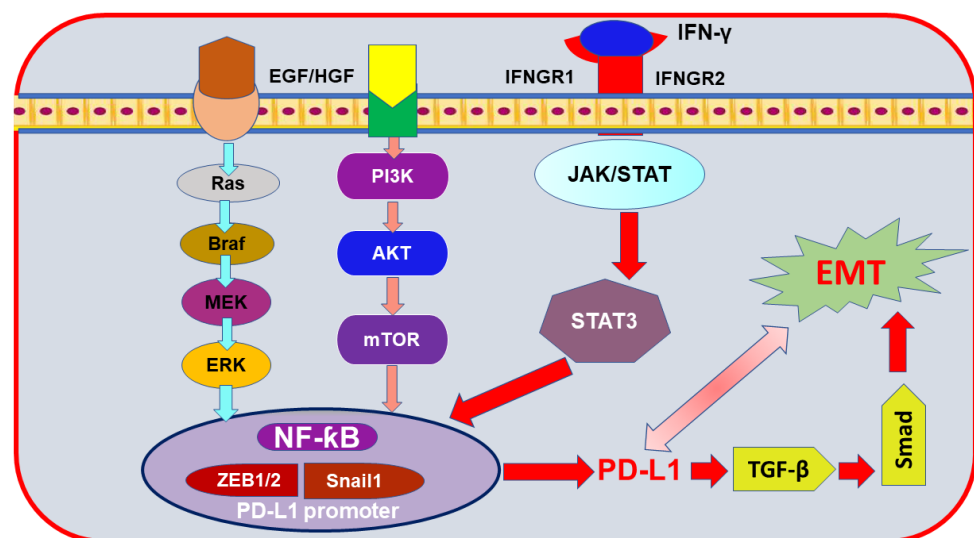 IFN-γ
EGF/HGF
IFNGR1
IFNGR2
JAK/STAT
PI3K
Ras
Braf
AKT
EMT
MEK
STAT3
mTOR
ERK
Smad
NF-ƙB
PD-L1
TGF-β
ZEB1/2
Snail1
PD-L1 promoter